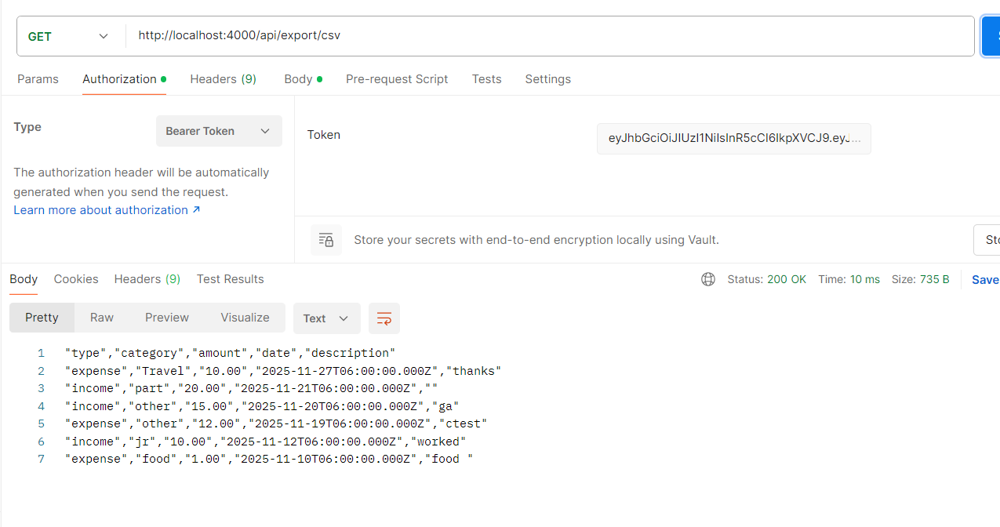 GET http://localhost:4000/api/export/csv
Params Authorization Headers (9) Body Pre-request Script Tests Settings
Type Bearer Token
The authorization header will be automatically
generated when you send the request.
Learn more about authorization ↗
Token eyJhbGciOiJIUzI1NiIsInR5cCI6IkpXVCJ9.eyJ...
Store your secrets with end-to-end encryption locally using Vault.
Body Cookies Headers (9) Test Results Status: 200 OK Time: 10 ms Size: 735 B Save
Pretty Raw Preview Visualize Text
1 "type","category","amount","date","description"
2 "expense","Travel","10.00","2025-11-27T06:00:00.000Z","thanks"
3 "income","part","20.00","2025-11-21T06:00:00.000Z",""
4 "income","other","15.00","2025-11-20T06:00:00.000Z","ga"
5 "expense","other","12.00","2025-11-19T06:00:00.000Z","ctest"
6 "income","jr","10.00","2025-11-12T06:00:00.000Z","worked"
7 "expense","food","1.00","2025-11-10T06:00:00.000Z","food "